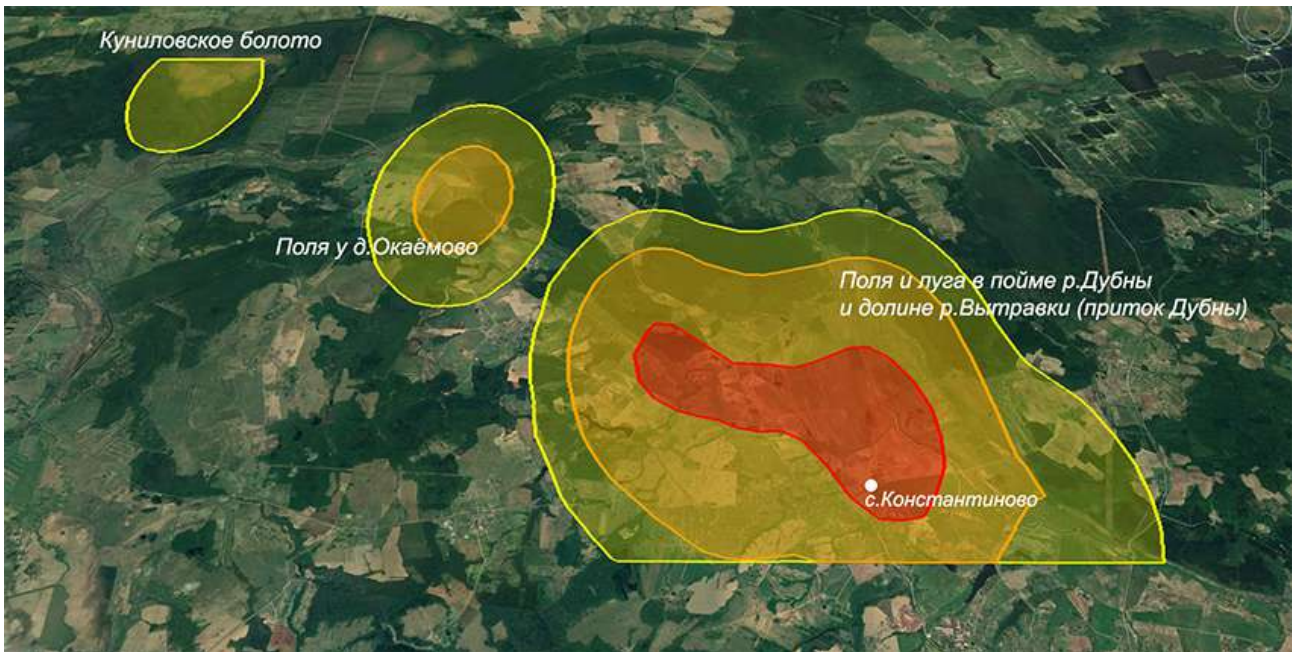 Куниловское болото
Поля у д.Окаёмово
Поля и луга в пойме р.Дубны
и долине р.Вытравки (приток Дубны)
с.Константиново